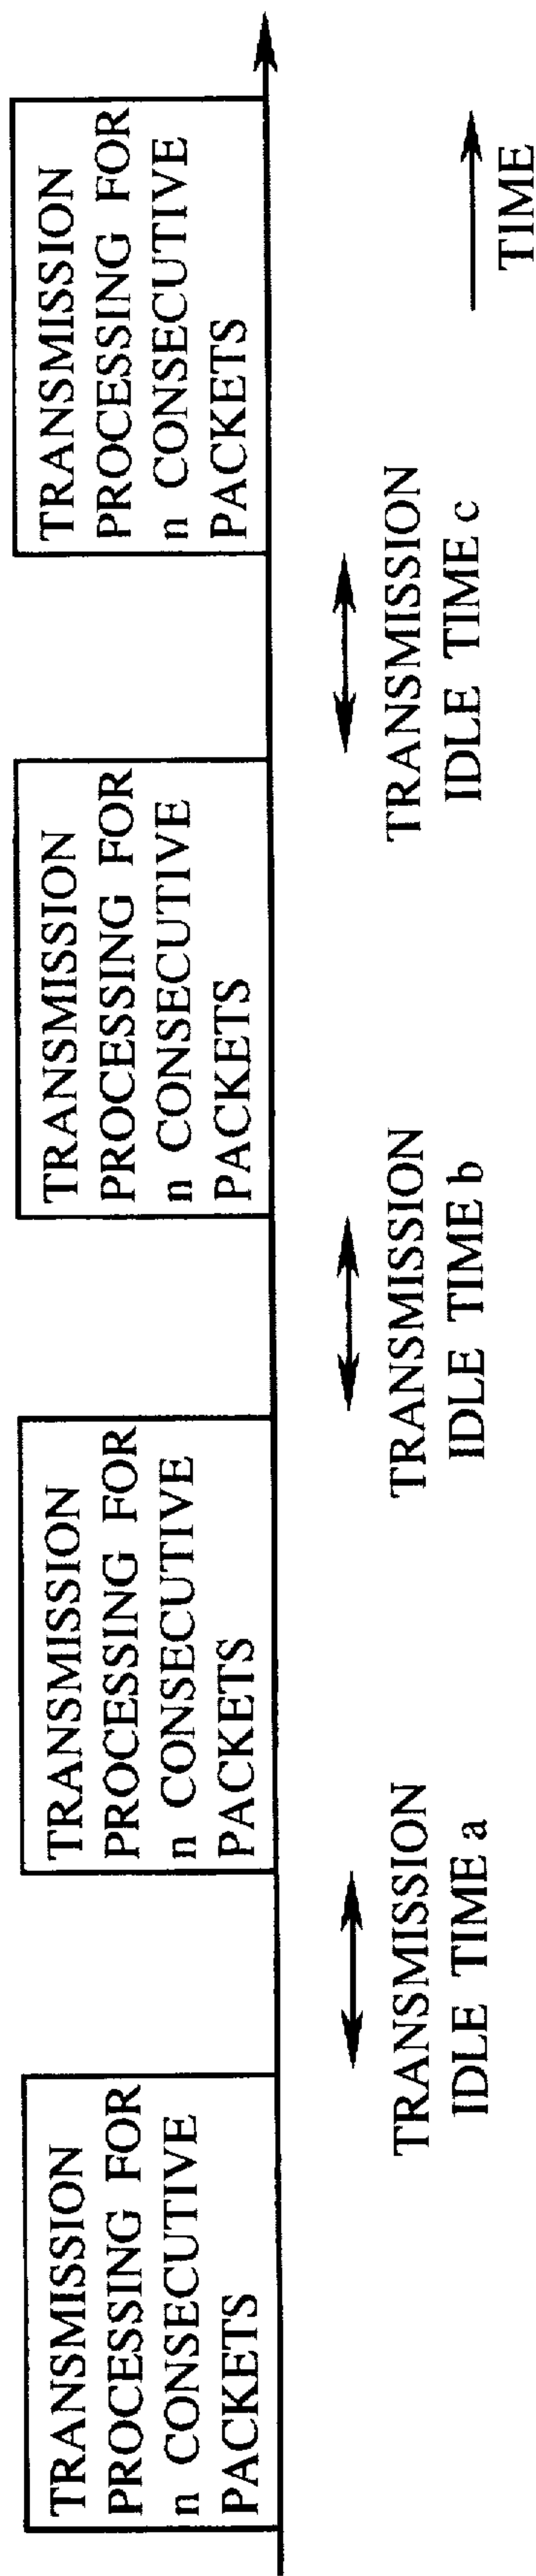 TRANSMISSION
PROCESSING FOR
n CONSECUTIVE
PACKETS
TRANSMISSION
PROCESSING FOR
n CONSECUTIVE
PACKETS
TRANSMISSION
PROCESSING FOR
n CONSECUTIVE
PACKETS
TRANSMISSION
PROCESSING FOR
n CONSECUTIVE
PACKETS
TRANSMISSION
IDLE TIME a
TRANSMISSION
IDLE TIME b
TRANSMISSION
IDLE TIME c
TIME